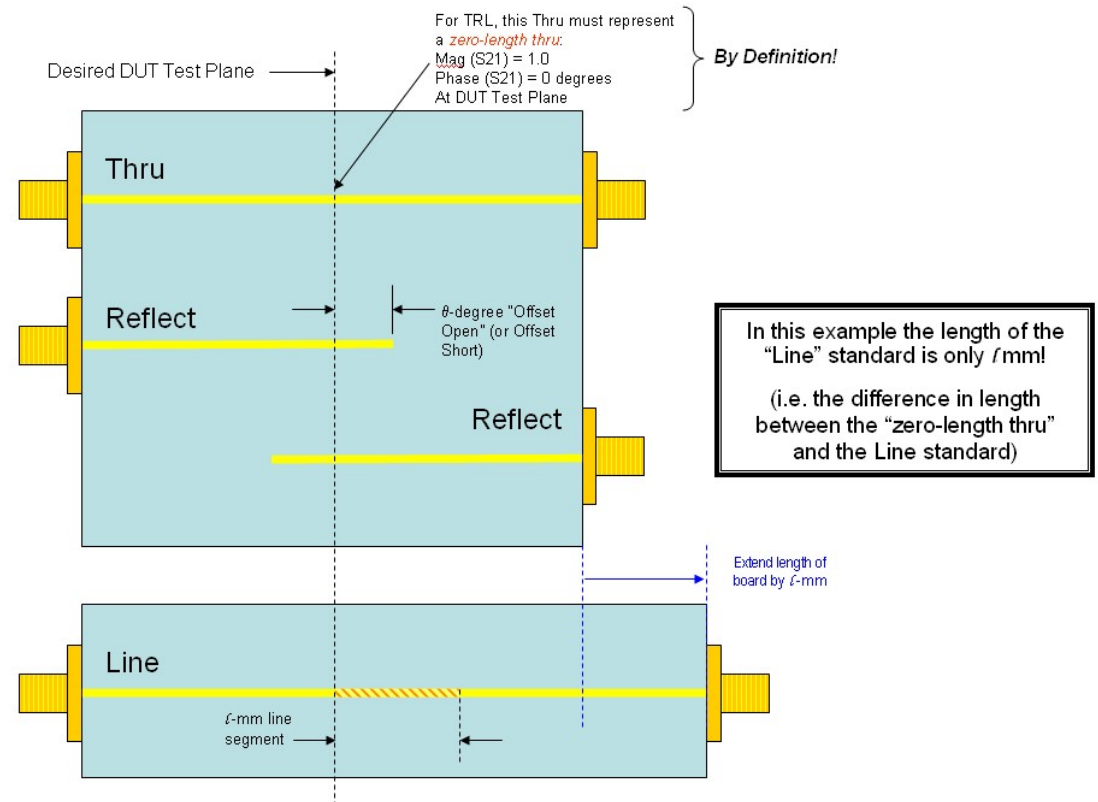 For TRL, this Thru must represent
a zero-length thru:
Mag (S21) = 1.0
Phase (S21) = 0 degrees
At DUT Test Plane
By Definition!
Desired DUT Test Plane
Thru
Reflect
θ-degree "Offset
Open" (or Offset
Short)
Reflect
In this example the length of the
“Line” standard is only ℓ mm!
(i.e. the difference in length
between the “zero-length thru”
and the Line standard)
Extend length of
board by ℓ-mm
Line
ℓ-mm line
segment